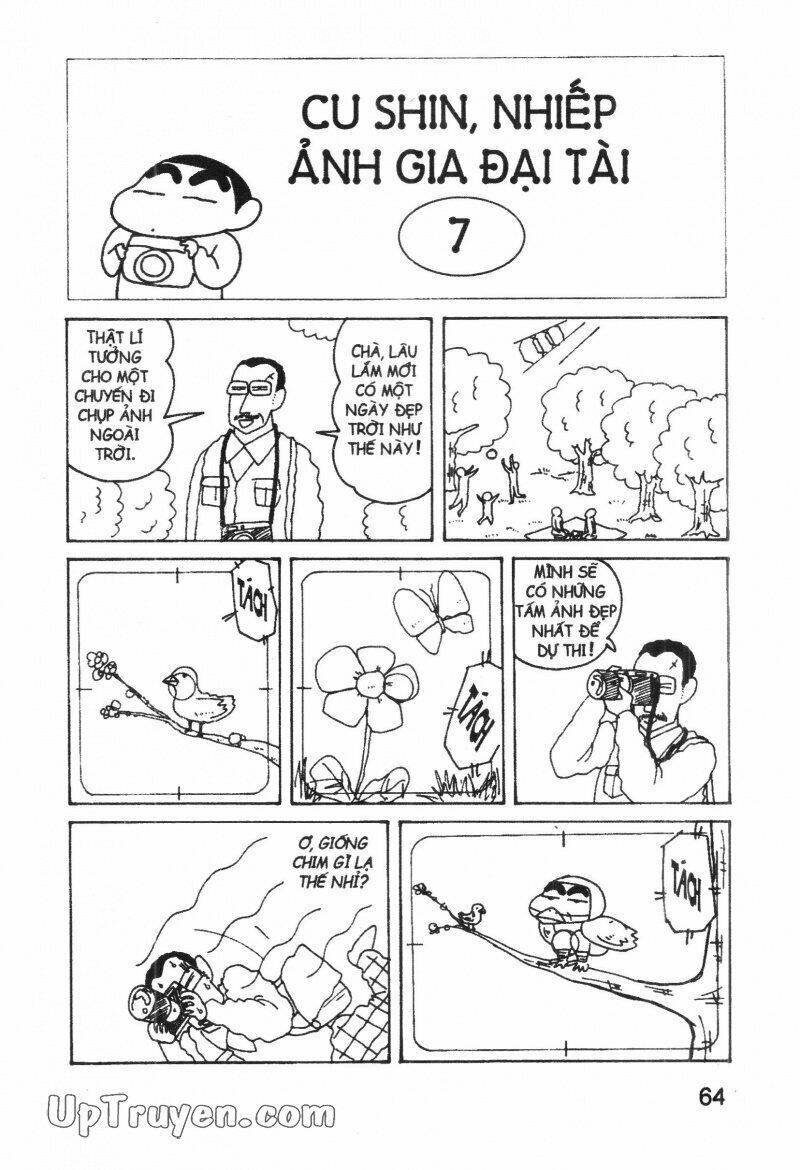 CU SHIN, NHIẾP
ẢNH GIA ĐẠI TÀI
7
THẬT LÍ
TƯỞNG
CHO MỘT
CHUYẾN ĐI
CHỤP ẢNH
NGOÀI
TRỜI.
CHÀ, LÂU
LẮM MỚI
CÓ MỘT
NGÀY ĐẸP
TRỜI NHƯ
THẾ NÀY!
TÁCH
TÁCH
MÌNH SẼ
CÓ NHỮNG
TẤM ẢNH ĐẸP
NHẤT ĐỂ
DỰ THI!
Ơ, GIỐNG
CHIM GÌ LẠ
THẾ NHỈ?
TÁCH
64
UpTruyen.com